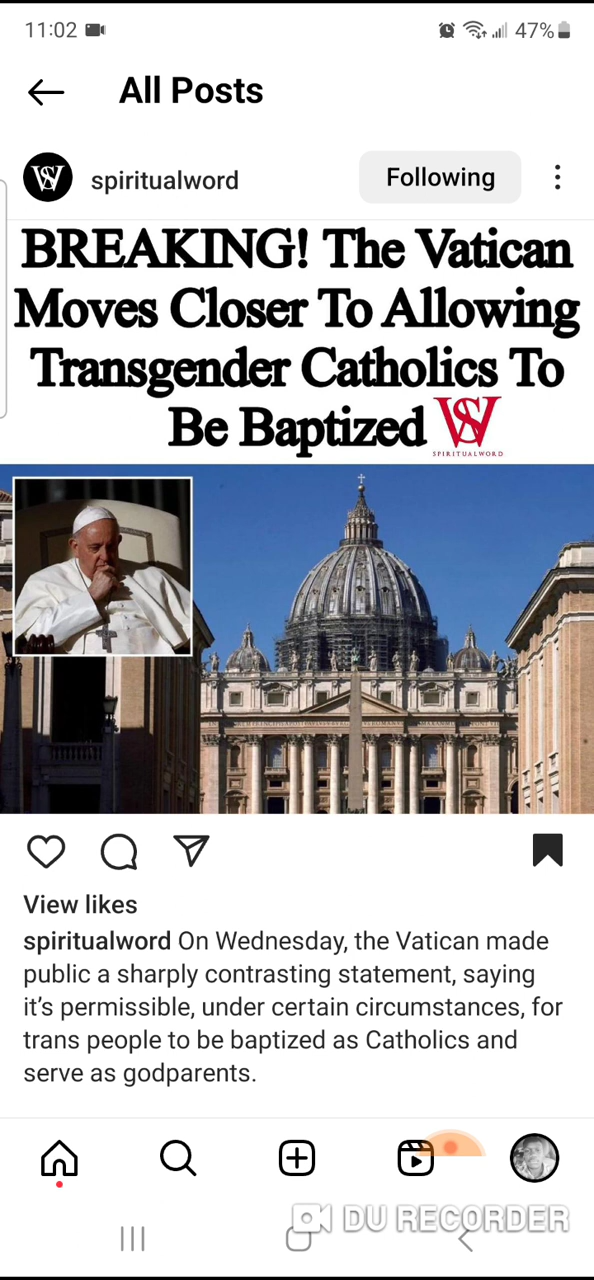 11:02 47%
All Posts
spiritualword Following
BREAKING! The Vatican
Moves Closer To Allowing
Transgender Catholics To
Be Baptized
SPIRITUALWORD
View likes
spiritualword On Wednesday, the Vatican made
public a sharply contrasting statement, saying
it’s permissible, under certain circumstances, for
trans people to be baptized as Catholics and
serve as godparents.
DU RECORDER